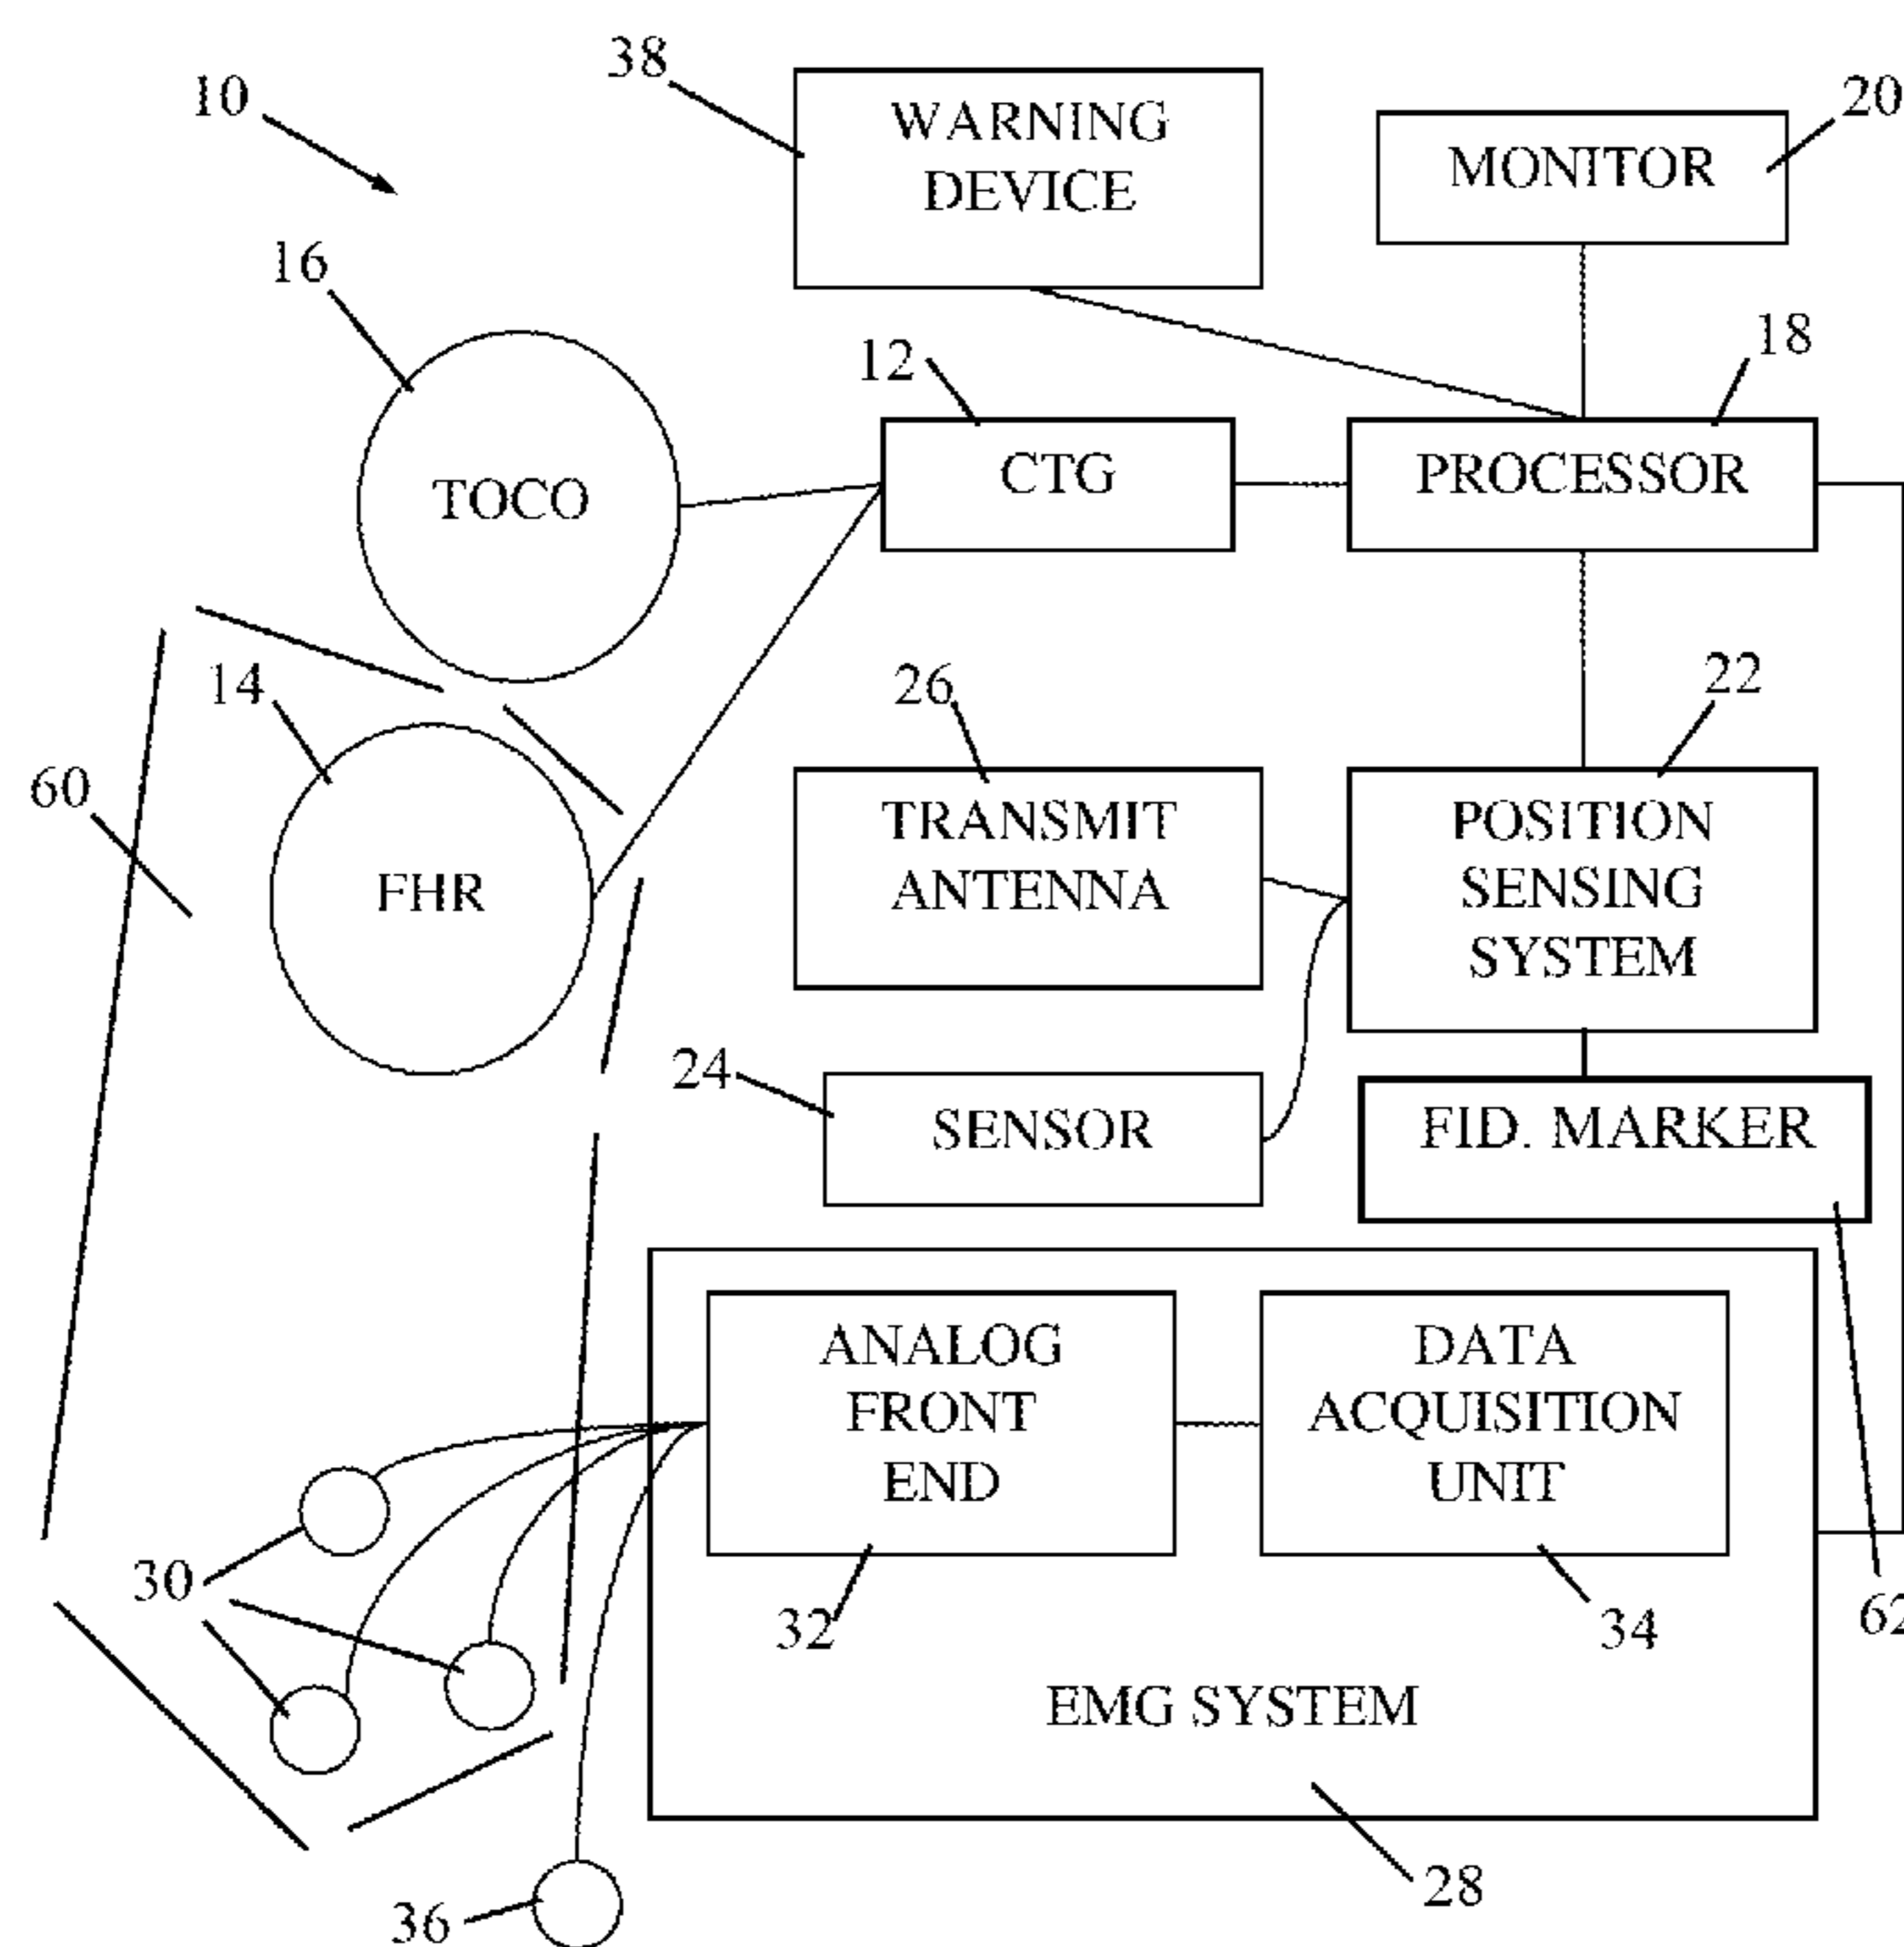 38
10
WARNING
DEVICE
20
MONITOR
16
12
18
TOCO
CTG
PROCESSOR
14
26
22
60
FHR
TRANSMIT
ANTENNA
POSITION
SENSING
SYSTEM
24
SENSOR
FID. MARKER
ANALOG
FRONT
END
DATA
ACQUISITION
UNIT
30
32
34
62
EMG SYSTEM
28
36